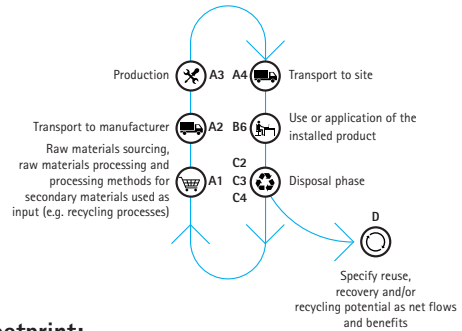 Production
A3
A4
Transport to site
Transport to manufacturer
A2
B6
Use or application of the
installed product
Raw materials sourcing,
raw materials processing and
processing methods for
secondary materials used as
input (e.g. recycling processes)
A1
C2
C3
C4
Disposal phase
D
Specify reuse,
recovery and/or
recycling potential as net flows
and benefits